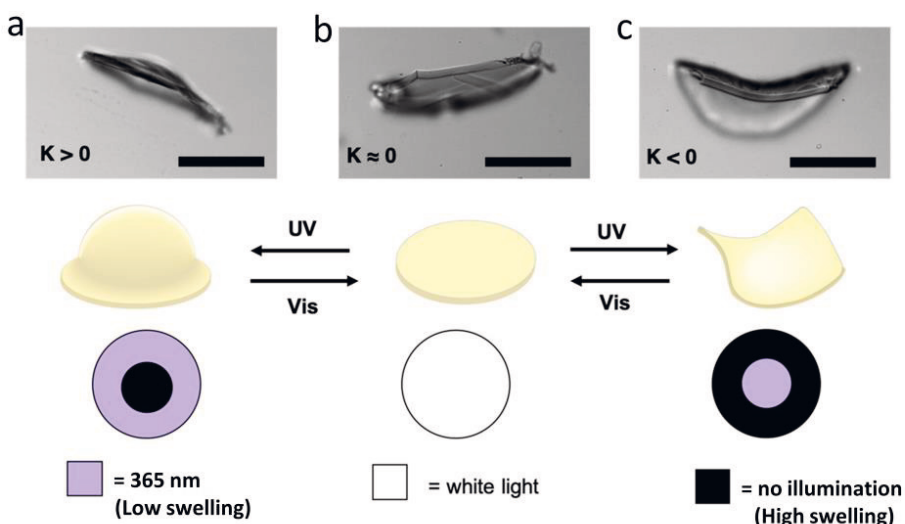 a
b
c
K > 0
K ≈ 0
K < 0
UV
UV
Vis
Vis
= 365 nm
(Low swelling)
= white light
= no illumination
(High swelling)